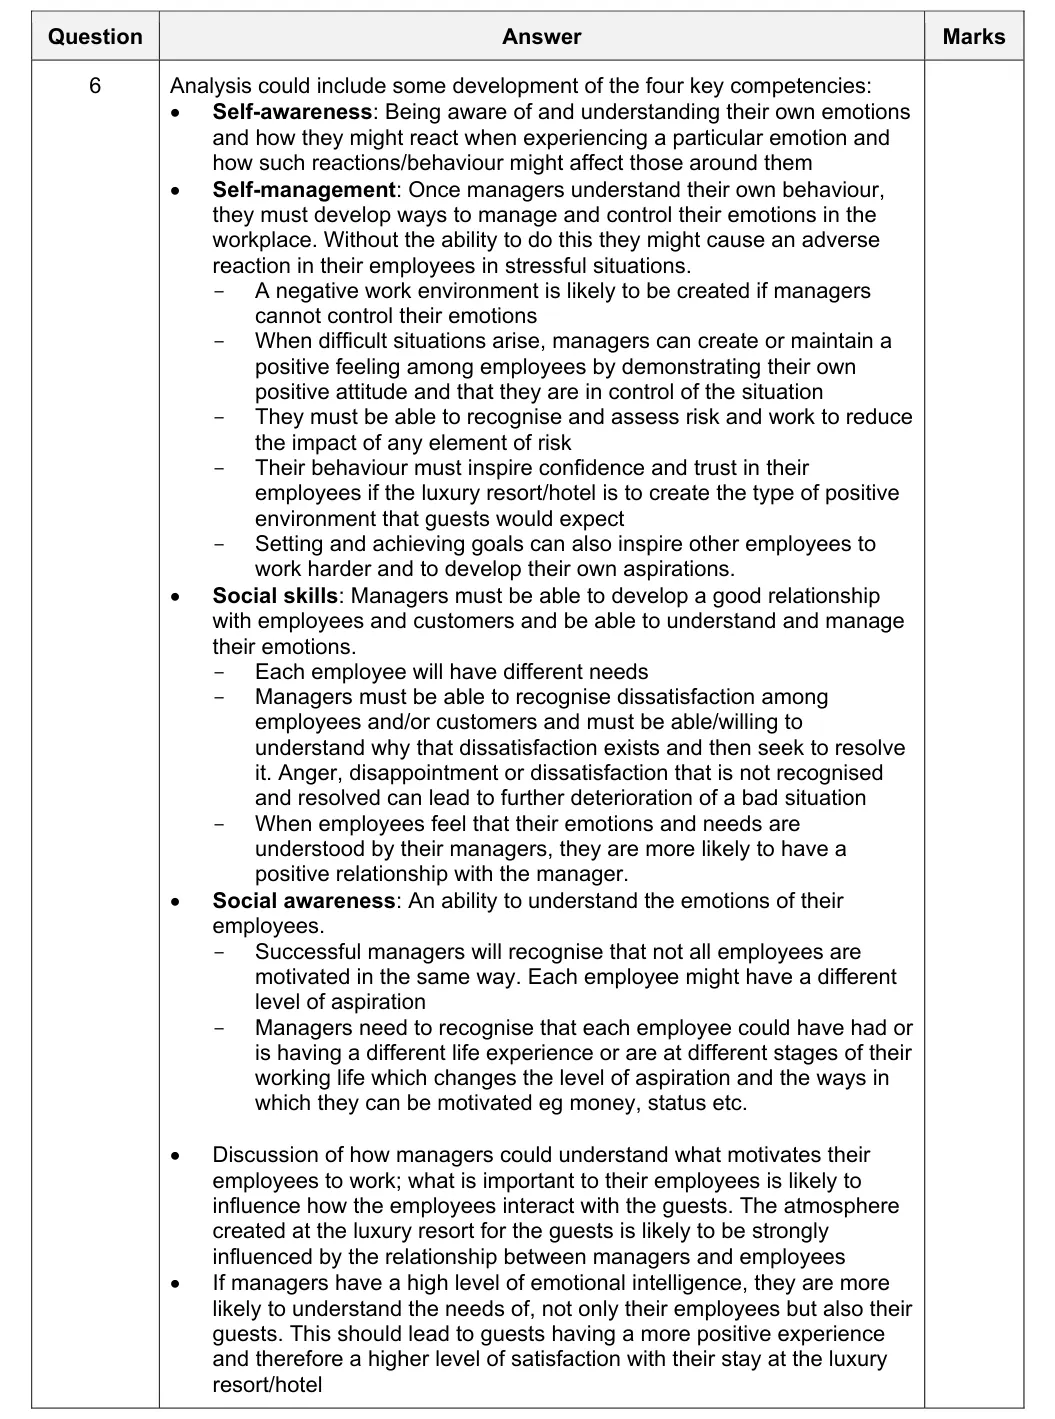 Question Answer Marks
6 Analysis could include some development of the four key competencies:
• Self-awareness: Being aware of and understanding their own emotions
and how they might react when experiencing a particular emotion and
how such reactions/behaviour might affect those around them
• Self-management: Once managers understand their own behaviour,
they must develop ways to manage and control their emotions in the
workplace. Without the ability to do this they might cause an adverse
reaction in their employees in stressful situations.
– A negative work environment is likely to be created if managers
cannot control their emotions
– When difficult situations arise, managers can create or maintain a
positive feeling among employees by demonstrating their own
positive attitude and that they are in control of the situation
– They must be able to recognise and assess risk and work to reduce
the impact of any element of risk
– Their behaviour must inspire confidence and trust in their
employees if the luxury resort/hotel is to create the type of positive
environment that guests would expect
– Setting and achieving goals can also inspire other employees to
work harder and to develop their own aspirations.
• Social skills: Managers must be able to develop a good relationship
with employees and customers and be able to understand and manage
their emotions.
– Each employee will have different needs
– Managers must be able to recognise dissatisfaction among
employees and/or customers and must be able/willing to
understand why that dissatisfaction exists and then seek to resolve
it. Anger, disappointment or dissatisfaction that is not recognised
and resolved can lead to further deterioration of a bad situation
– When employees feel that their emotions and needs are
understood by their managers, they are more likely to have a
positive relationship with the manager.
• Social awareness: An ability to understand the emotions of their
employees.
– Successful managers will recognise that not all employees are
motivated in the same way. Each employee might have a different
level of aspiration
– Managers need to recognise that each employee could have had or
is having a different life experience or are at different stages of their
working life which changes the level of aspiration and the ways in
which they can be motivated eg money, status etc.
• Discussion of how managers could understand what motivates their
employees to work; what is important to their employees is likely to
influence how the employees interact with the guests. The atmosphere
created at the luxury resort for the guests is likely to be strongly
influenced by the relationship between managers and employees
• If managers have a high level of emotional intelligence, they are more
likely to understand the needs of, not only their employees but also their
guests. This should lead to guests having a more positive experience
and therefore a higher level of satisfaction with their stay at the luxury
resort/hotel